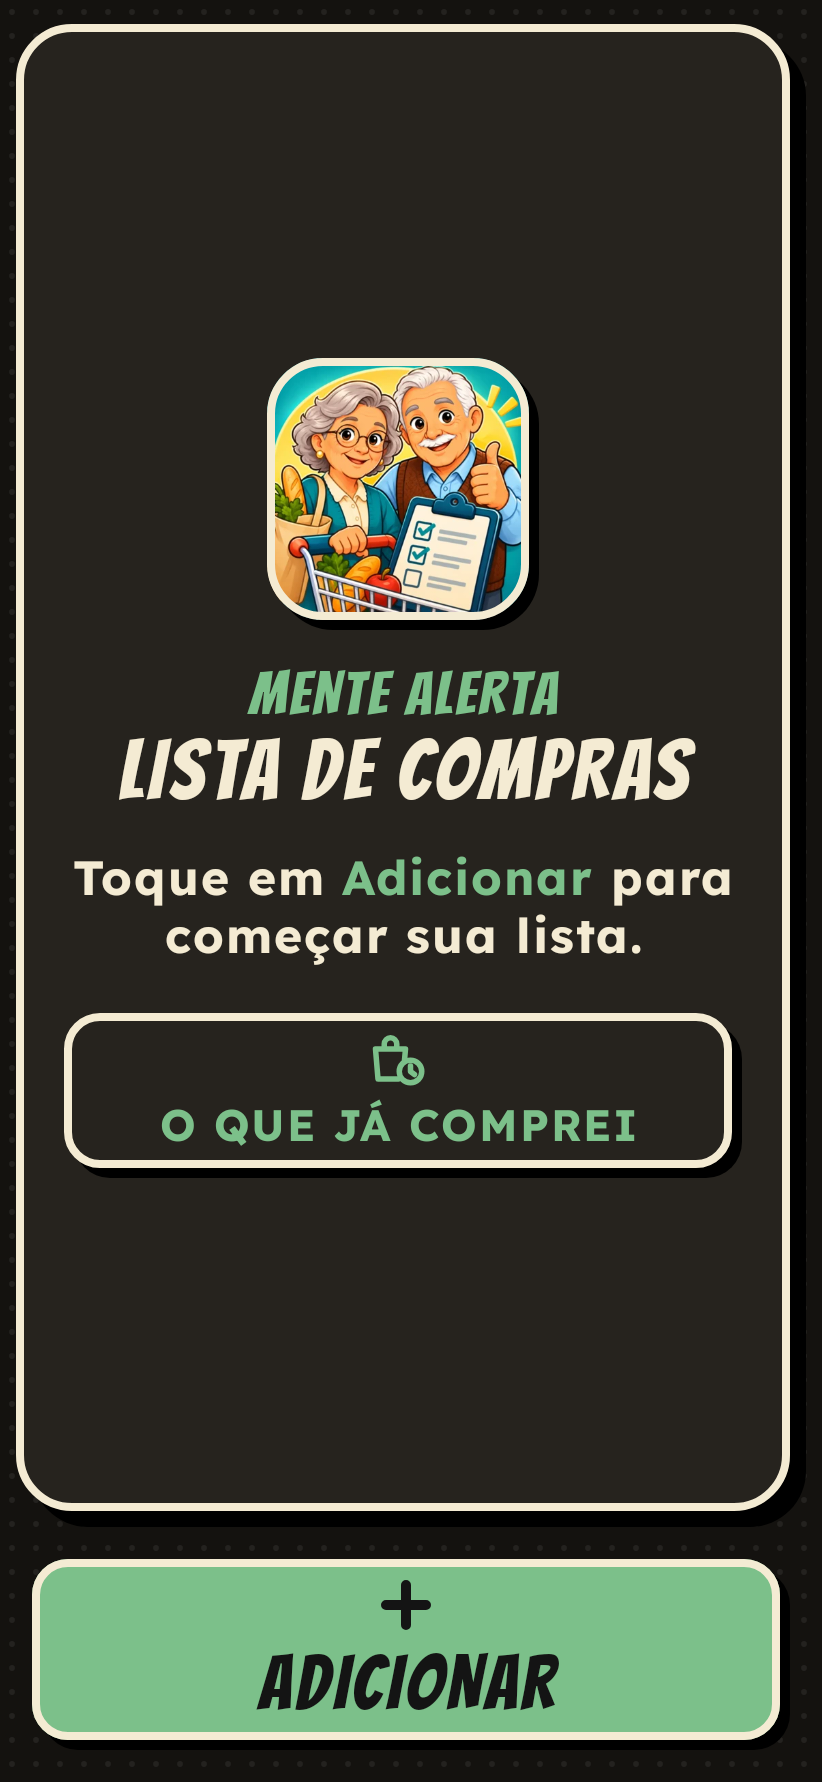 MENTE ALERTA
LISTA DE COMPRAS
Toque em Adicionar para
começar sua lista.
O QUE JÁ COMPREI
ADICIONAR